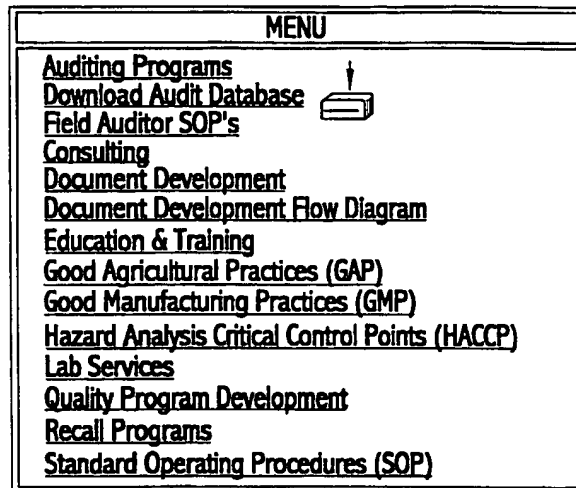 MENU
Auditing Programs
Download Audit Database
Field Auditor SOP's
Consulting
Document Development
Document Development Flow Diagram
Education & Training
Good Agricultural Practices (GAP)
Good Manufacturing Practices (GMP)
Hazard Analysis Critical Control Points (HACCP)
Lab Services
Quality Program Development
Recall Programs
Standard Operating Procedures (SOP)